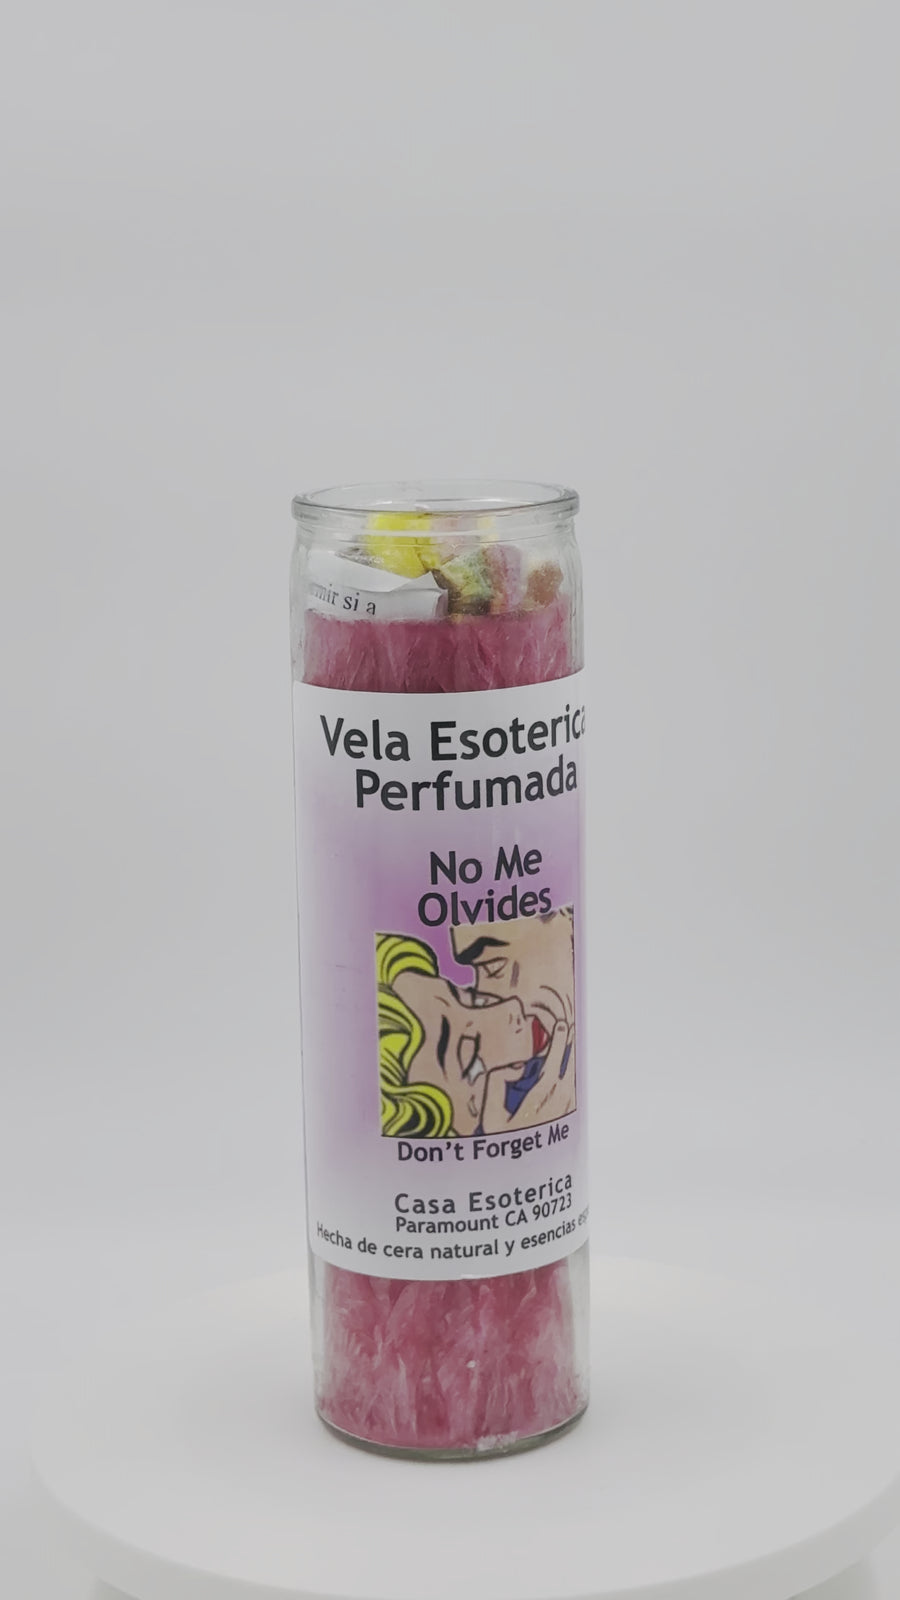 si a
Vela Esoterica
Perfumada
No Me
Olvides
Don't Forget Me
Casa Esoterica
Paramount CA 90723
Hecha de cera natural y esencias